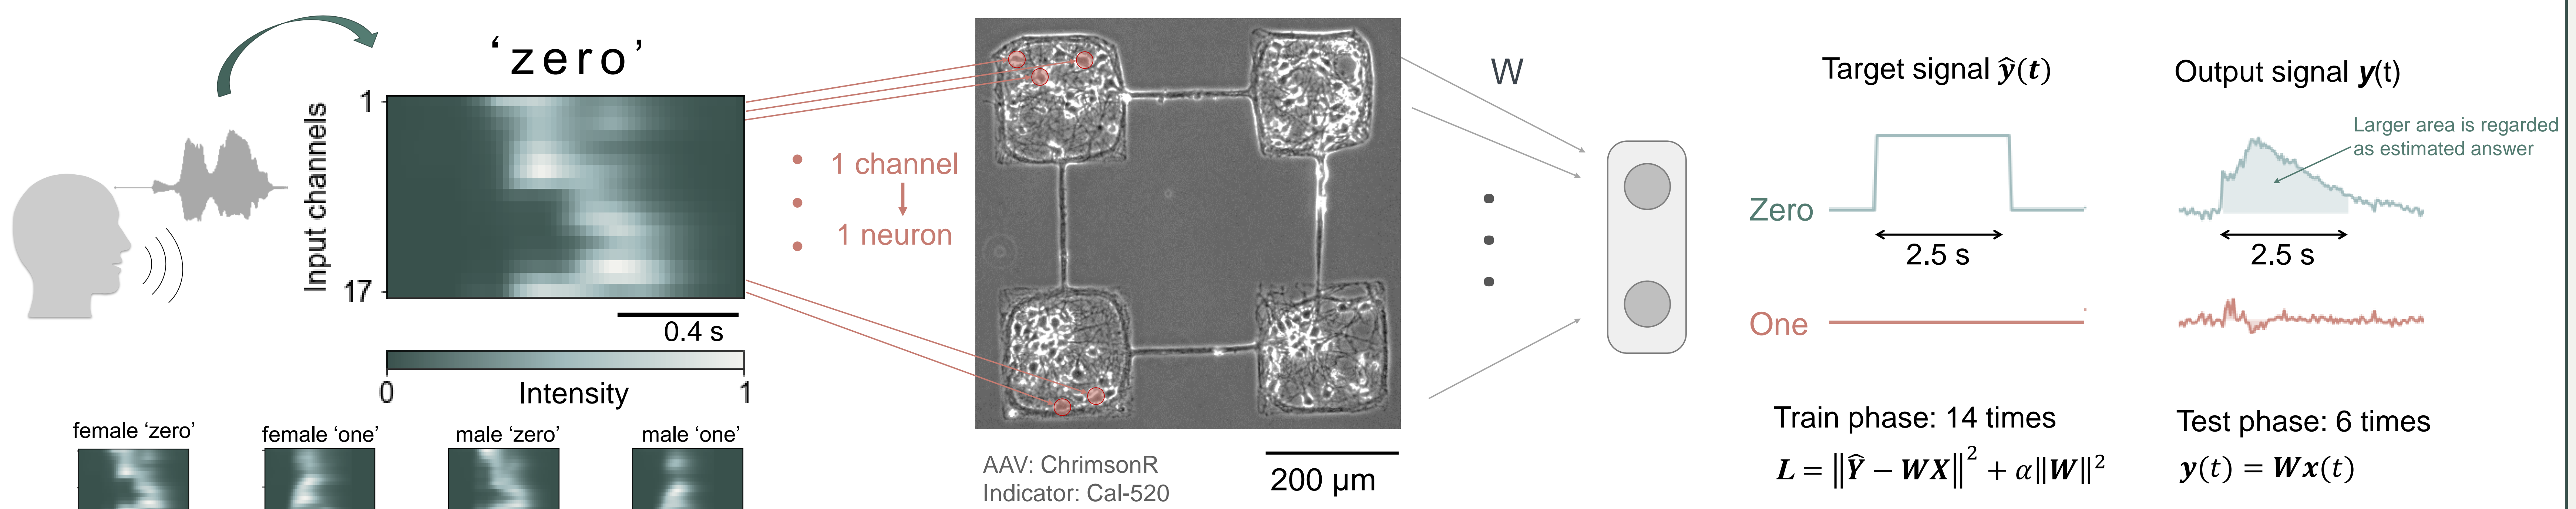 ‘zero’
Input channels
1
17
0.4 s
0
1
Intensity
female ‘zero’
female ‘one’
male ‘zero’
male ‘one’
1 channel
1 neuron
AAV: ChrimsonR
Indicator: Cal-520
200 µm
W
Target signal ŷ(t)
Zero
2.5 s
One
Train phase: 14 times
L = ‖Ŷ − WX‖² + α‖W‖²
Output signal y(t)
Larger area is regarded
as estimated answer
2.5 s
Test phase: 6 times
y(t) = Wx(t)